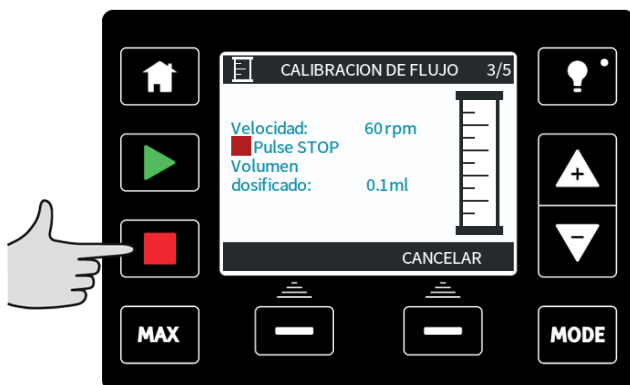 CALIBRACION DE FLUJO 3/5
Velocidad: 60 rpm
Pulse STOP
Volumen
dosificado: 0.1 ml
CANCELAR
+
−
MAX
MODE